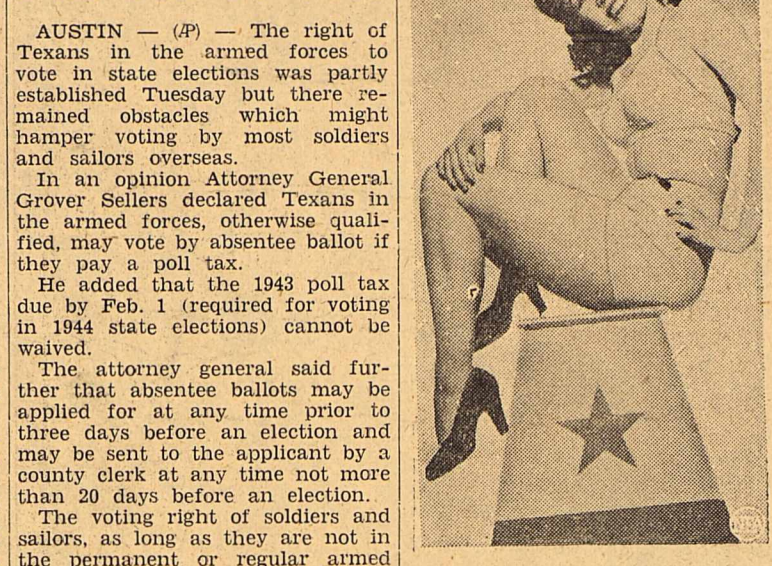 AUSTIN — (AP) — The right of
Texans in the armed forces to
vote in state elections was partly
established Tuesday but there re-
mained obstacles which might
hamper voting by most soldiers
and sailors overseas.
In an opinion Attorney General
Grover Sellers declared Texans in
the armed forces, otherwise quali-
fied, may vote by absentee ballot if
they pay a poll tax.
He added that the 1943 poll tax
due by Feb. 1 (required for voting
in 1944 state elections) cannot be
waived.
The attorney general said fur-
ther that absentee ballots may be
applied for at any time prior to
three days before an election and
may be sent to the applicant by a
county clerk at any time not more
than 20 days before an election.
The voting right of soldiers and
sailors, as long as they are not in
the permanent or regular armed
NEA